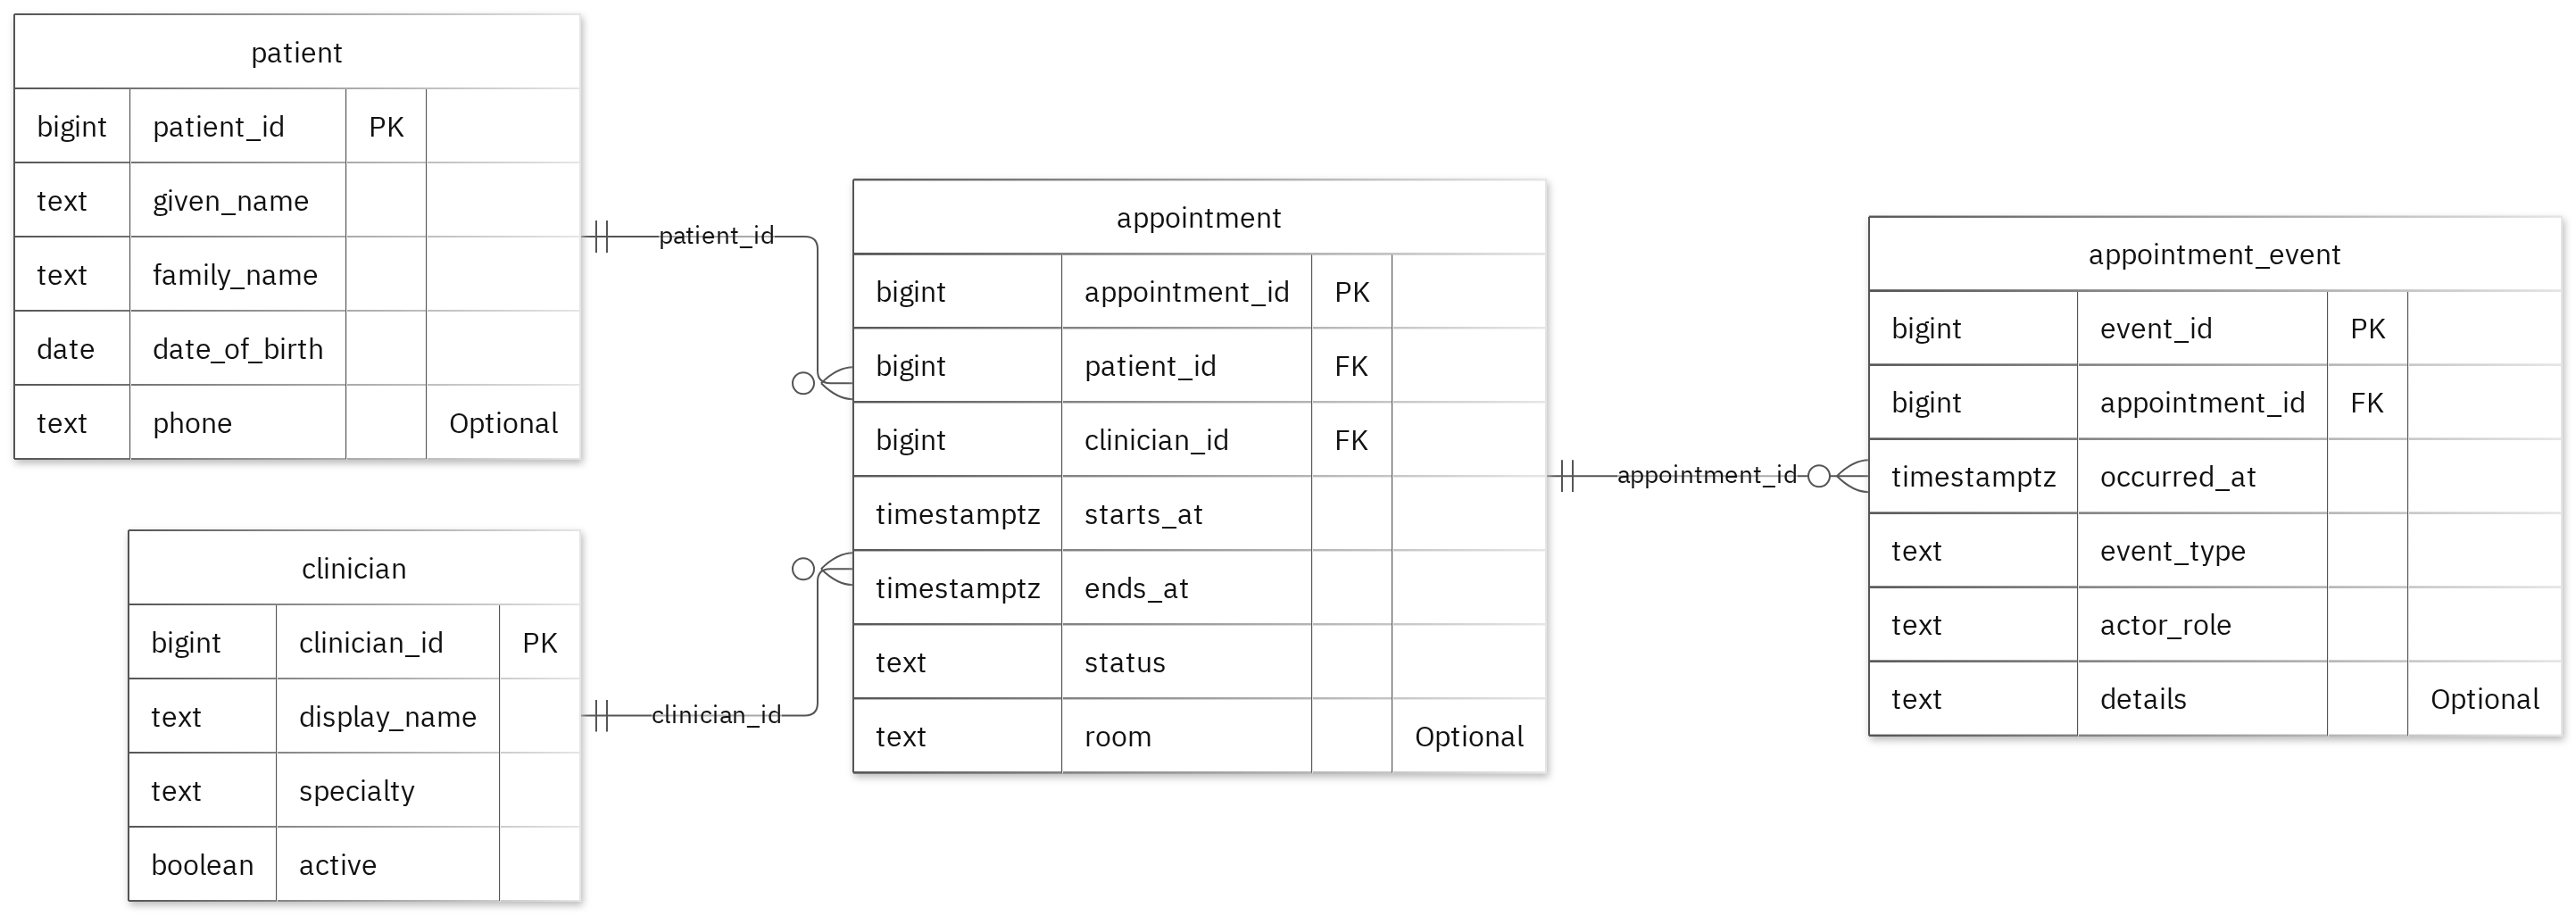 patient
bigint patient_id PK
text given_name
text family_name
date date_of_birth
text phone Optional
patient_id
clinician
bigint clinician_id PK
text display_name
text specialty
boolean active
clinician_id
appointment
bigint appointment_id PK
bigint patient_id FK
bigint clinician_id FK
timestamptz starts_at
timestamptz ends_at
text status
text room Optional
appointment_id
appointment_event
bigint event_id PK
bigint appointment_id FK
timestamptz occurred_at
text event_type
text actor_role
text details Optional